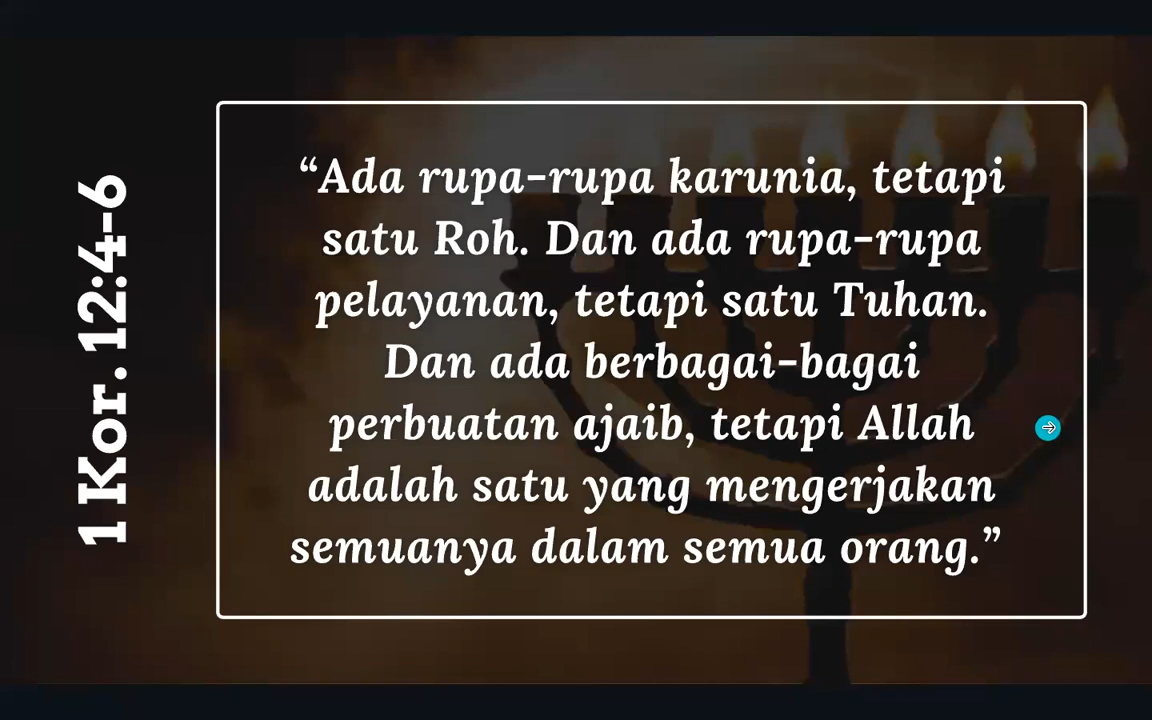 1 Kor. 12:4-6
“Ada rupa-rupa karunia, tetapi
satu Roh. Dan ada rupa-rupa
pelayanan, tetapi satu Tuhan.
Dan ada berbagai-bagai
perbuatan ajaib, tetapi Allah
adalah satu yang mengerjakan
semuanya dalam semua orang.”